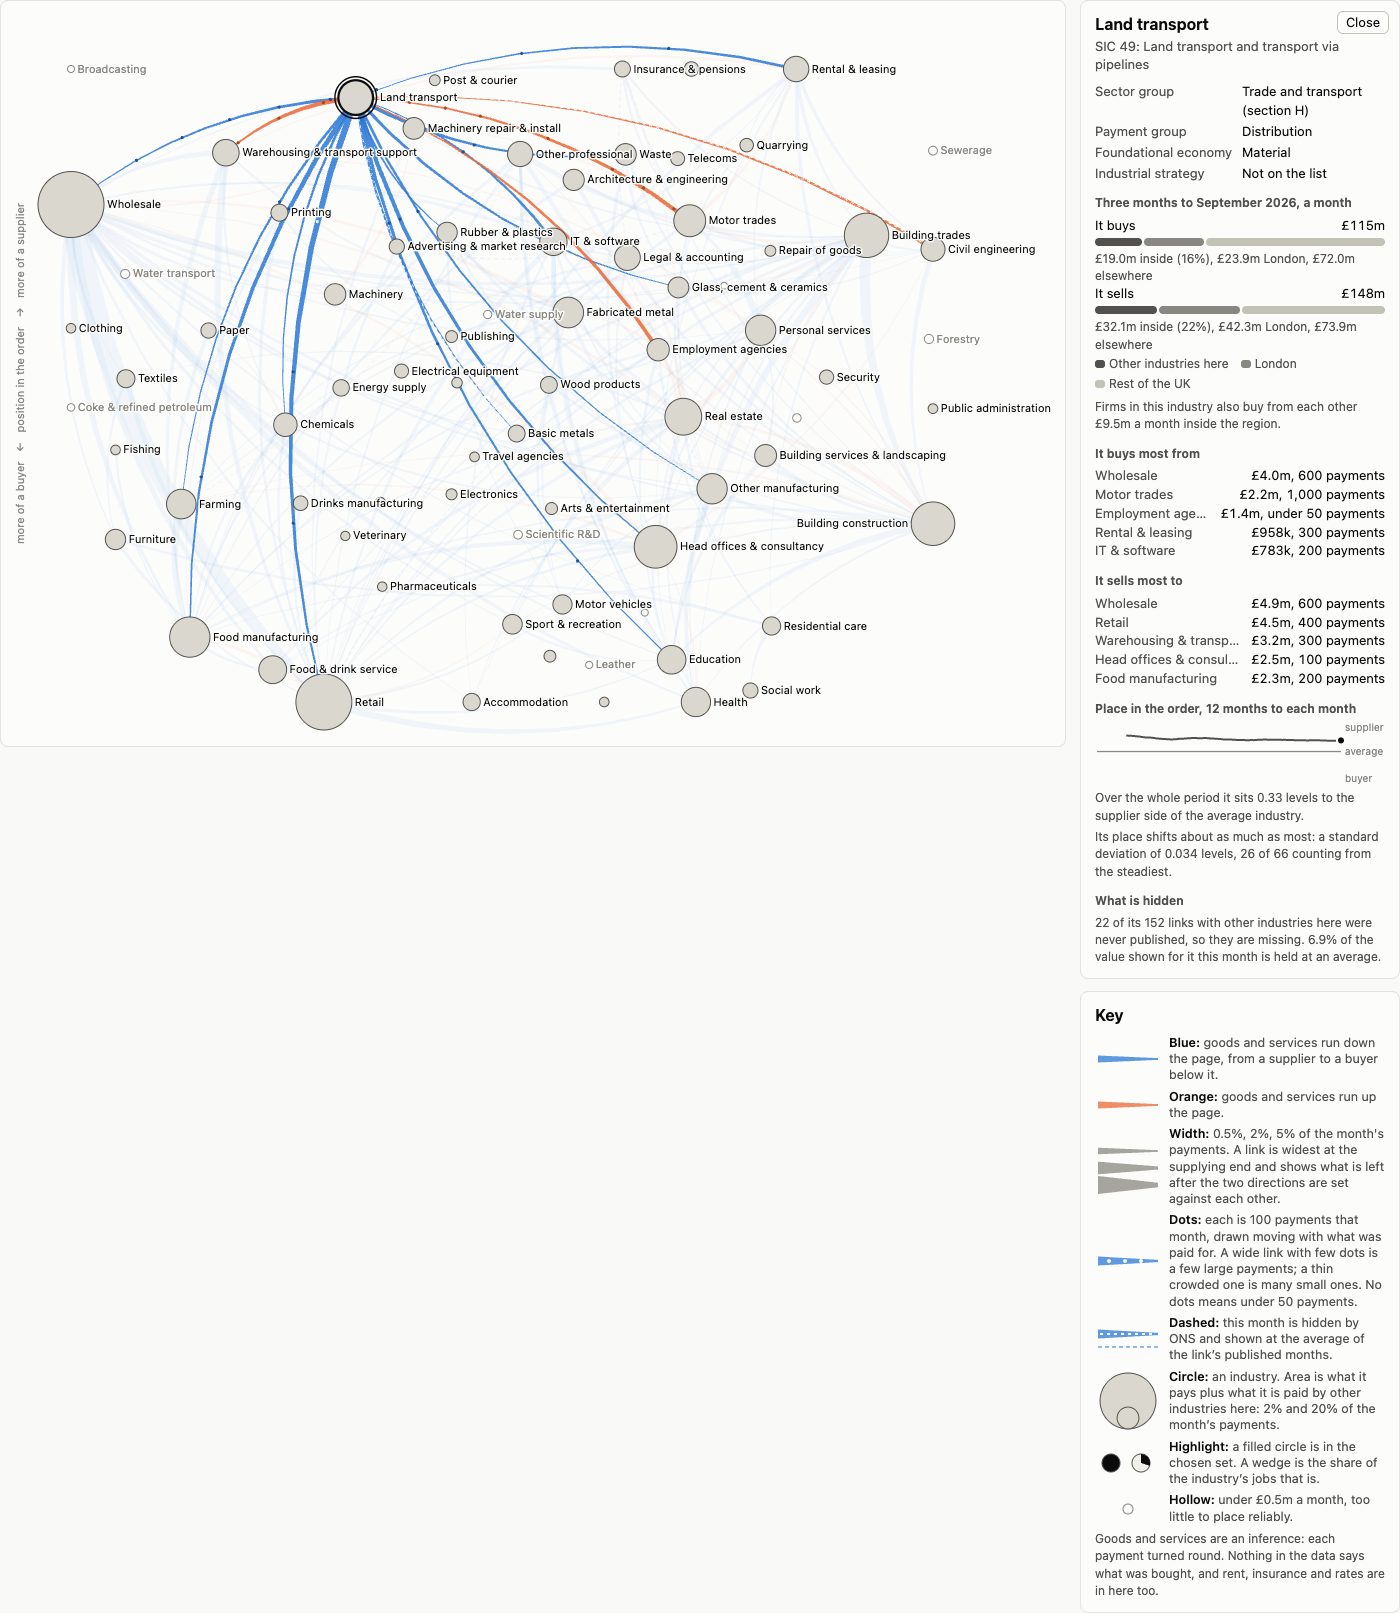 Broadcasting
Post & courier
Insurance & pensions
Rental & leasing
Land transport
Machinery repair & install
Warehousing & transport support
Other professional
Waste
Telecoms
Quarrying
Sewerage
Architecture & engineering
Wholesale
Printing
Motor trades
Rubber & plastics
Advertising & market research
IT & software
Legal & accounting
Repair of goods
Building trades
Civil engineering
Water transport
Machinery
Glass, cement & ceramics
Water supply
Fabricated metal
Clothing
Paper
Publishing
Personal services
Employment agencies
Forestry
Textiles
Electrical equipment
Energy supply
Wood products
Security
Coke & refined petroleum
Public administration
Real estate
Chemicals
Basic metals
Fishing
Travel agencies
Building services & landscaping
Electronics
Other manufacturing
Farming
Drinks manufacturing
Arts & entertainment
Building construction
Furniture
Veterinary
Scientific R&D
Head offices & consultancy
Pharmaceuticals
Motor vehicles
Sport & recreation
Residential care
Food manufacturing
Leather
Education
Food & drink service
Social work
Retail
Accommodation
Health
more of a buyer ← position in the order → more of a supplier
Land transport
Close
SIC 49: Land transport and transport via
pipelines
Sector group Trade and transport
(section H)
Payment group Distribution
Foundational economy Material
Industrial strategy Not on the list
Three months to September 2026, a month
It buys £115m
£19.0m inside (16%), £23.9m London, £72.0m
elsewhere
It sells £148m
£32.1m inside (22%), £42.3m London, £73.9m
elsewhere
Other industries here London
Rest of the UK
Firms in this industry also buy from each other
£9.5m a month inside the region.
It buys most from
Wholesale £4.0m, 600 payments
Motor trades £2.2m, 1,000 payments
Employment age... £1.4m, under 50 payments
Rental & leasing £958k, 300 payments
IT & software £783k, 200 payments
It sells most to
Wholesale £4.9m, 600 payments
Retail £4.5m, 400 payments
Warehousing & transp... £3.2m, 300 payments
Head offices & consul... £2.5m, 100 payments
Food manufacturing £2.3m, 200 payments
Place in the order, 12 months to each month
supplier
average
buyer
Over the whole period it sits 0.33 levels to the
supplier side of the average industry.
Its place shifts about as much as most: a standard
deviation of 0.034 levels, 26 of 66 counting from
the steadiest.
What is hidden
22 of its 152 links with other industries here were
never published, so they are missing. 6.9% of the
value shown for it this month is held at an average.
Key
Blue: goods and services run down
the page, from a supplier to a buyer
below it.
Orange: goods and services run up
the page.
Width: 0.5%, 2%, 5% of the month's
payments. A link is widest at the
supplying end and shows what is left
after the two directions are set
against each other.
Dots: each is 100 payments that
month, drawn moving with what was
paid for. A wide link with few dots is
a few large payments; a thin
crowded one is many small ones. No
dots means under 50 payments.
Dashed: this month is hidden by
ONS and shown at the average of
the link's published months.
Circle: an industry. Area is what it
pays plus what it is paid by other
industries here: 2% and 20% of the
month's payments.
Highlight: a filled circle is in the
chosen set. A wedge is the share of
the industry's jobs that is.
Hollow: under £0.5m a month, too
little to place reliably.
Goods and services are an inference: each
payment turned round. Nothing in the data says
what was bought, and rent, insurance and rates are
in here too.